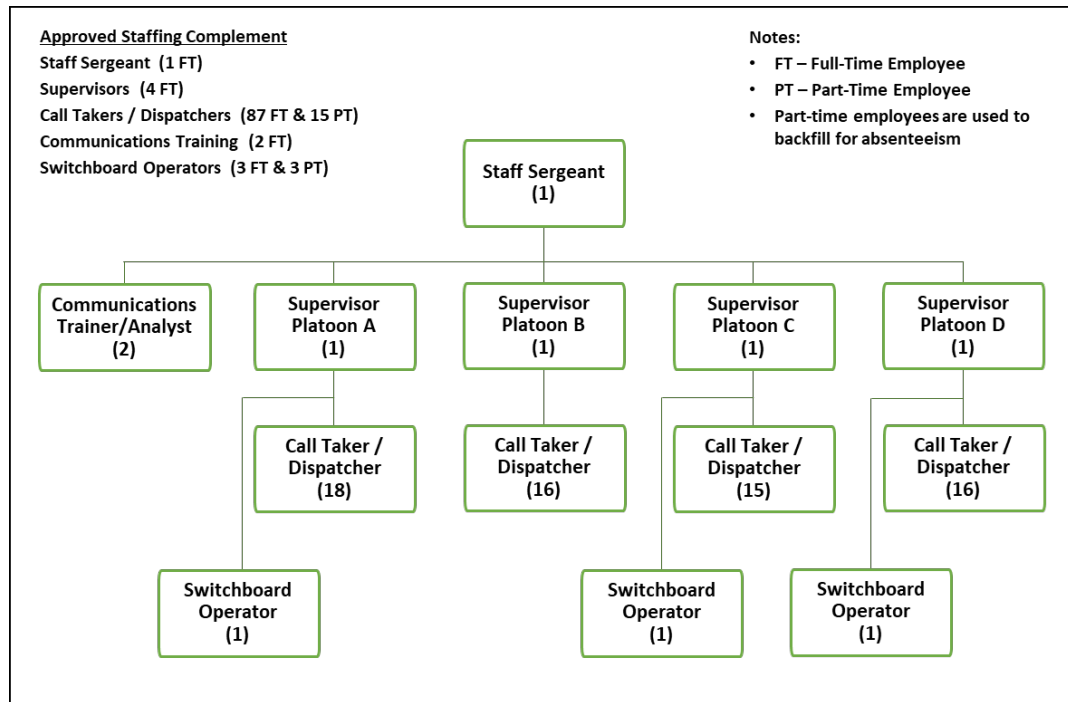 Approved Staffing Complement
Staff Sergeant (1 FT)
Supervisors (4 FT)
Call Takers / Dispatchers (87 FT & 15 PT)
Communications Training (2 FT)
Switchboard Operators (3 FT & 3 PT)
Notes:
• FT – Full-Time Employee
• PT – Part-Time Employee
• Part-time employees are used to
backfill for absenteeism
Staff Sergeant
(1)
Communications
Trainer/Analyst
(2)
Supervisor
Platoon A
(1)
Supervisor
Platoon B
(1)
Supervisor
Platoon C
(1)
Supervisor
Platoon D
(1)
Call Taker /
Dispatcher
(18)
Call Taker /
Dispatcher
(16)
Call Taker /
Dispatcher
(15)
Call Taker /
Dispatcher
(16)
Switchboard
Operator
(1)
Switchboard
Operator
(1)
Switchboard
Operator
(1)